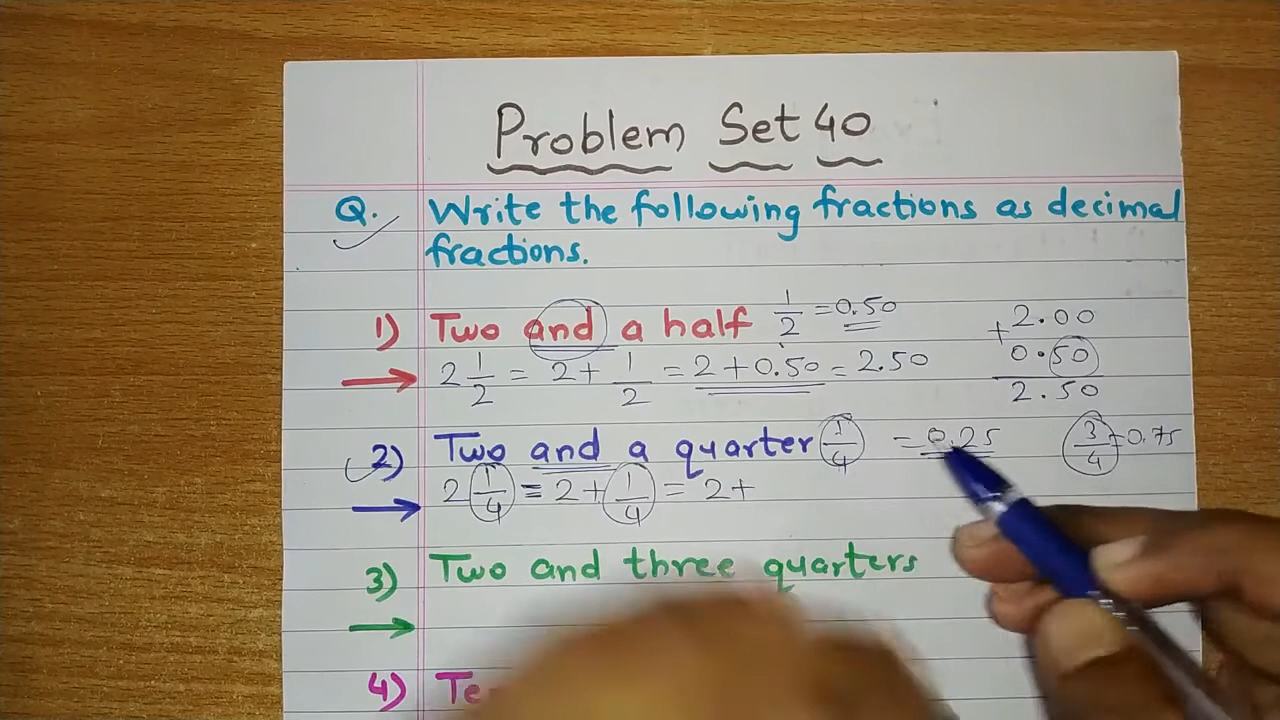 Problem Set 40
Q. Write the following fractions as decimal
fractions.
1) Two and a half 1/2 = 0.50
2 1/2 = 2 + 1/2 = 2 + 0.50 = 2.50
2.00
+ 0.50
2.50
2) Two and a quarter 1/4 = 0.25 3/4 = 0.75
2 1/4 = 2 + 1/4 = 2 +
3) Two and three quarters
4)